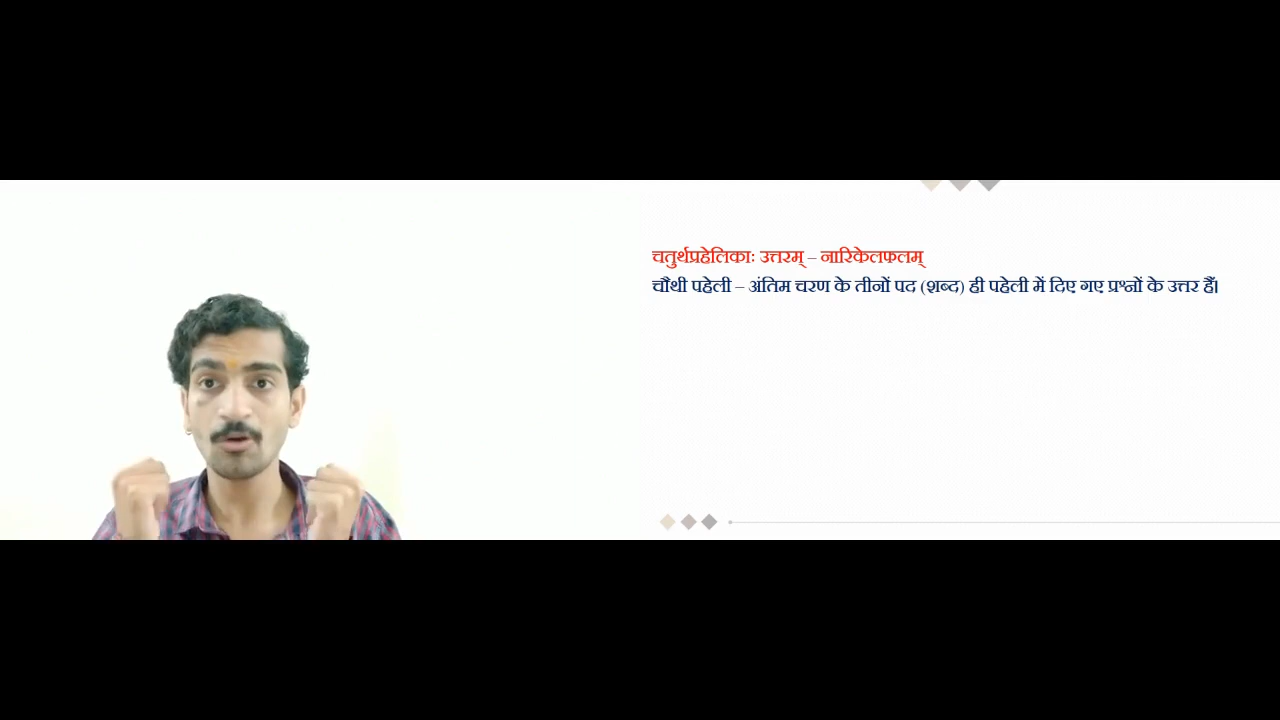 चतुर्थप्रहेलिकाः उत्तरम् – नारिकेलफलम्
चौथी पहेली – अंतिम चरण के तीनों पद (शब्द) ही पहेली में दिए गए प्रश्नों के उत्तर हैं।